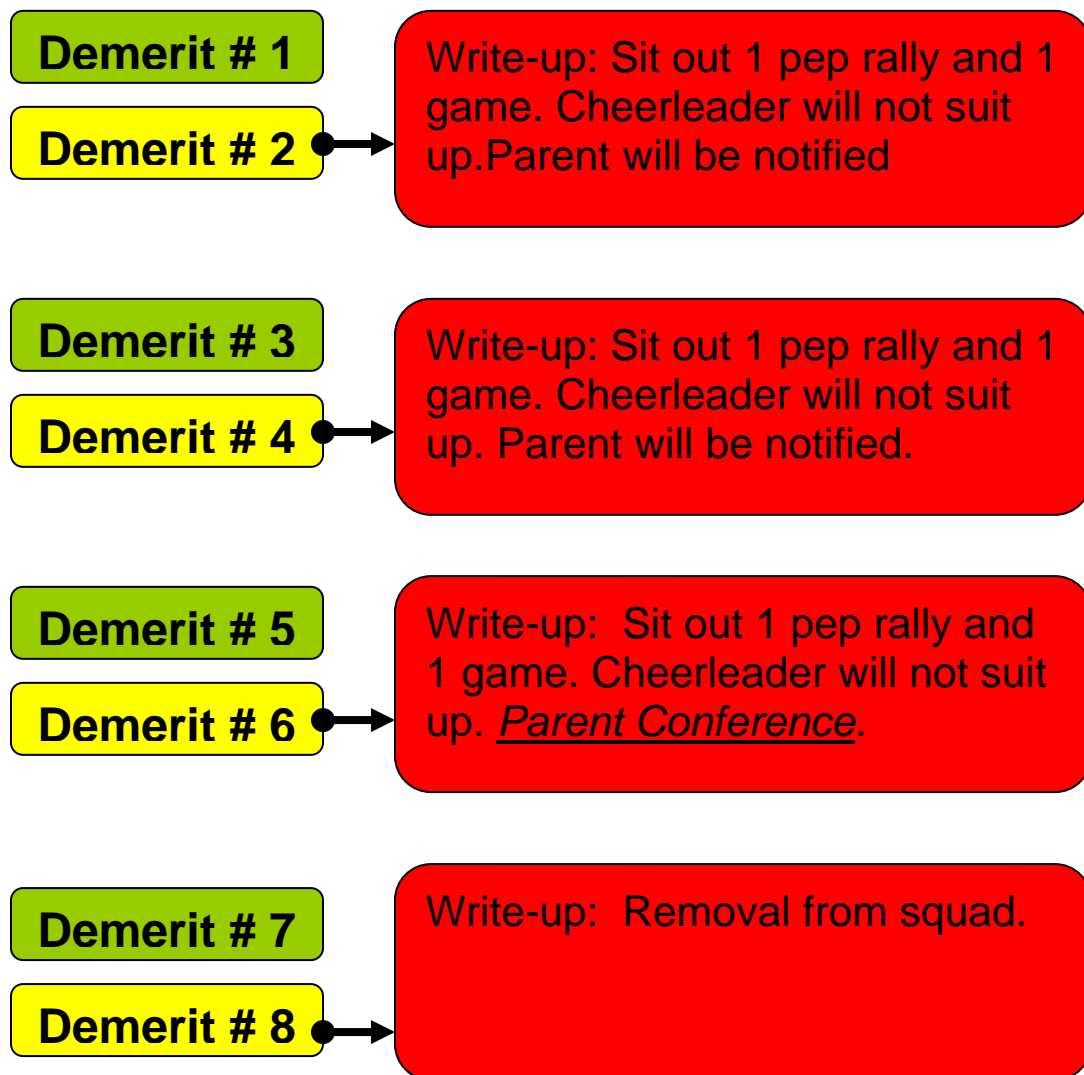 Demerit # 1
Write-up: Sit out 1 pep rally and 1
game. Cheerleader will not suit
up.Parent will be notified
Demerit # 2
Demerit # 3
Write-up: Sit out 1 pep rally and 1
game. Cheerleader will not suit
up. Parent will be notified.
Demerit # 4
Demerit # 5
Write-up:  Sit out 1 pep rally and
1 game. Cheerleader will not suit
up. Parent Conference.
Demerit # 6
Demerit # 7
Write-up:  Removal from squad.
Demerit # 8